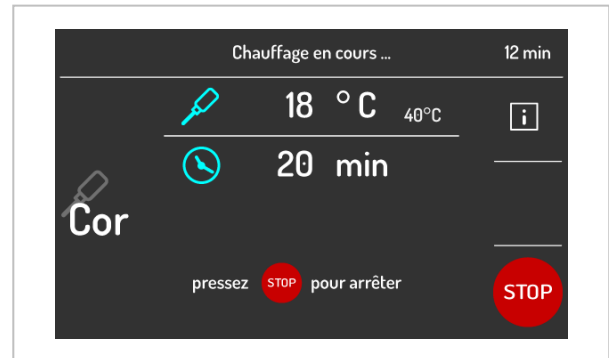 Chauffage en cours ... 12 min
18 °C 40°C i
20 min
Cor
pressez STOP pour arrêter STOP